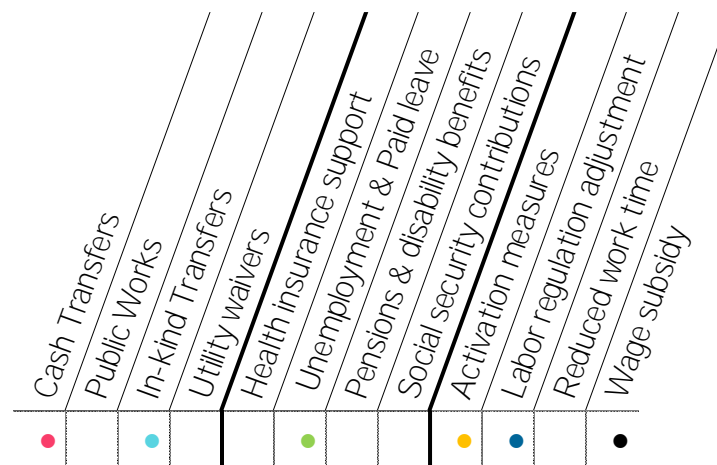 Cash Transfers
Public Works
In-Kind Transfers
Utility waivers
Health insurance support
Unemployment & Paid leave
Pensions & disability benefits
Social security contributions
Activation measures
Labor regulation adjustment
Reduced work time
Wage subsidy